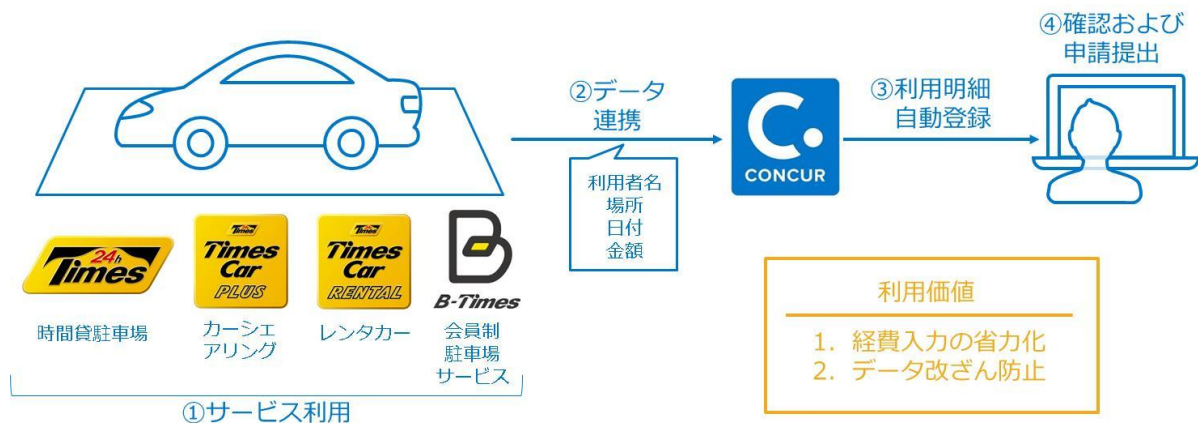 ④確認および
申請提出
②データ
連携
③利用明細
自動登録
CONCUR
利用者名
場所
日付
金額
24h
Times
Times
Times
Car
PLUS
Times
Times
Car
RENTAL
B-Times
時間貸駐車場
カーシェ
アリング
レンタカー
会員制
駐車場
サービス
①サービス利用
利用価値
1. 経費入力の省力化
2. データ改ざん防止